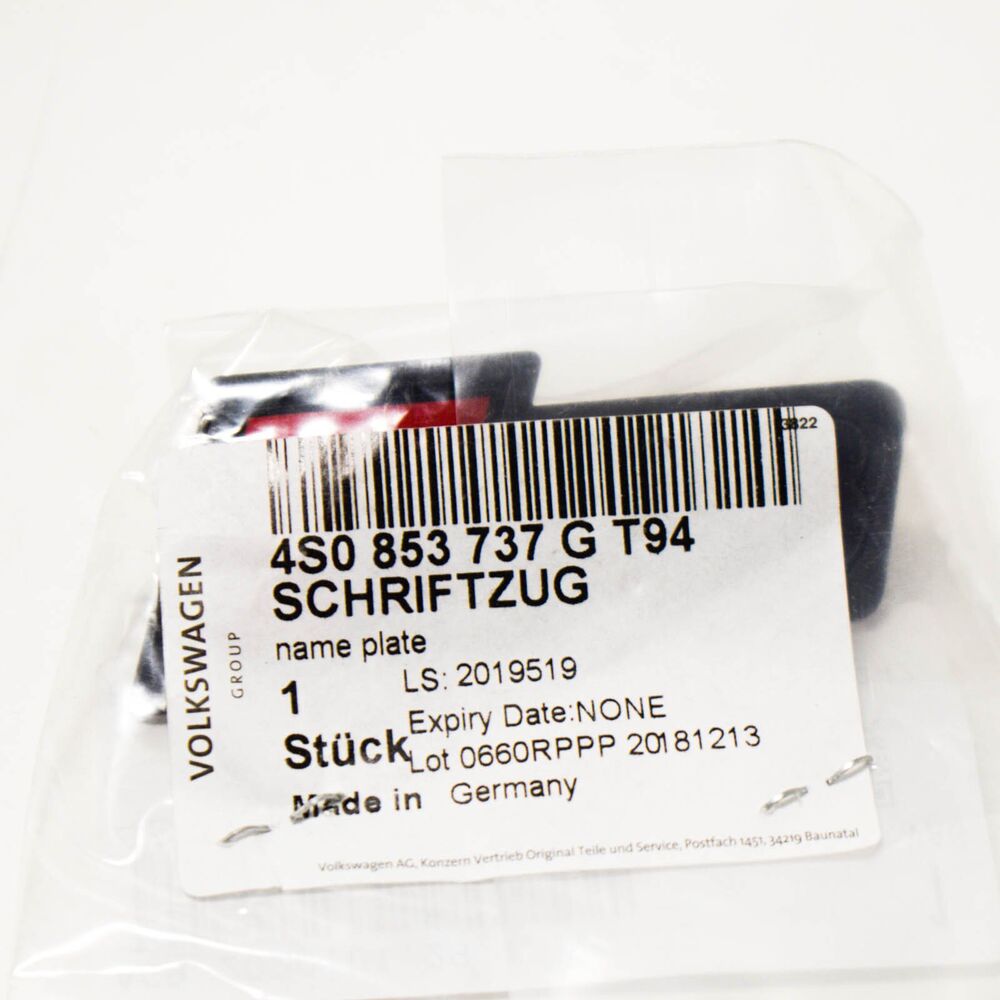 3822
4S0 853 737 G T94
SCHRIFTZUG
name plate
1
LS: 2019519
Stück
Expiry Date:NONE
Lot 0660RPPP 20181213
Made in Germany
VOLKSWAGEN
GROUP
Volkswagen AG, Konzern Vertrieb Original Teile und Service, Postfach 1451, 34219 Baunatal